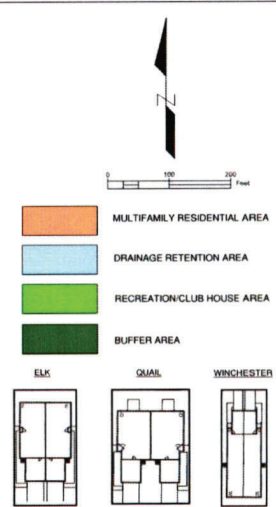 N
0 100 200
Feet
MULTIFAMILY RESIDENTIAL AREA
DRAINAGE RETENTION AREA
RECREATION/CLUB HOUSE AREA
BUFFER AREA
ELK QUAIL WINCHESTER